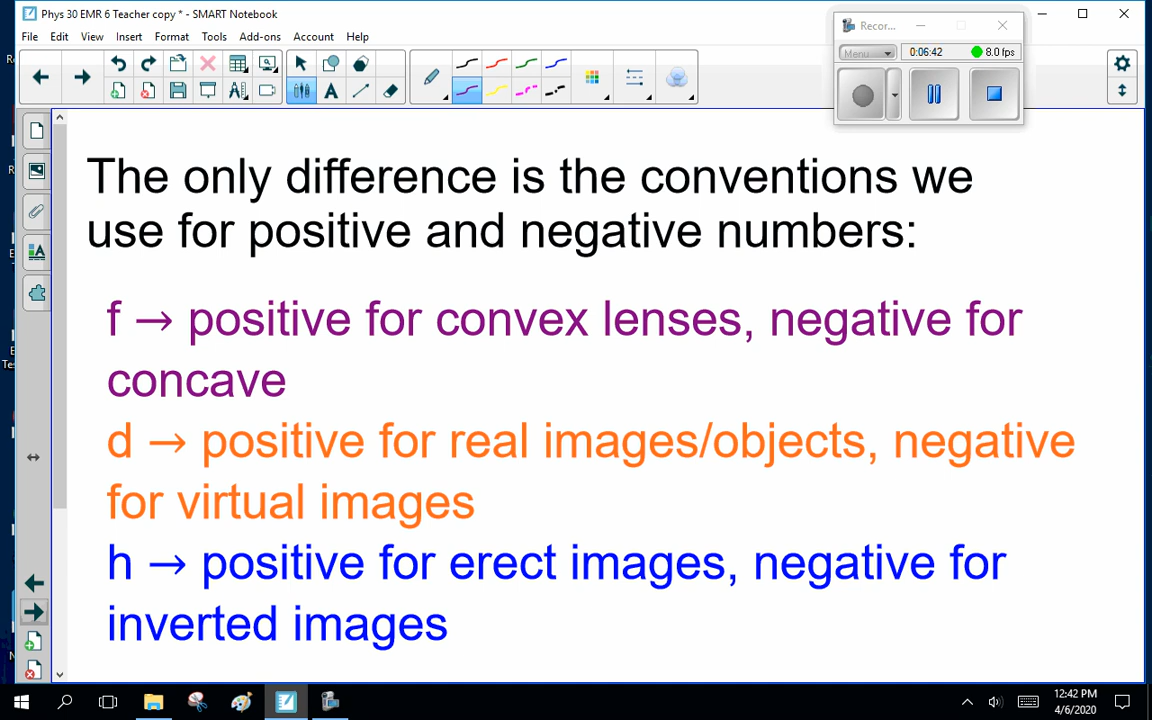 Phys 30 EMR 6 Teacher copy * - SMART Notebook
File Edit View Insert Format Tools Add-ons Account Help
Recor...
Menu
0:06:42
8.0 fps
The only difference is the conventions we
use for positive and negative numbers:
f → positive for convex lenses, negative for
concave
d → positive for real images/objects, negative
for virtual images
h → positive for erect images, negative for
inverted images
12:42 PM
4/6/2020